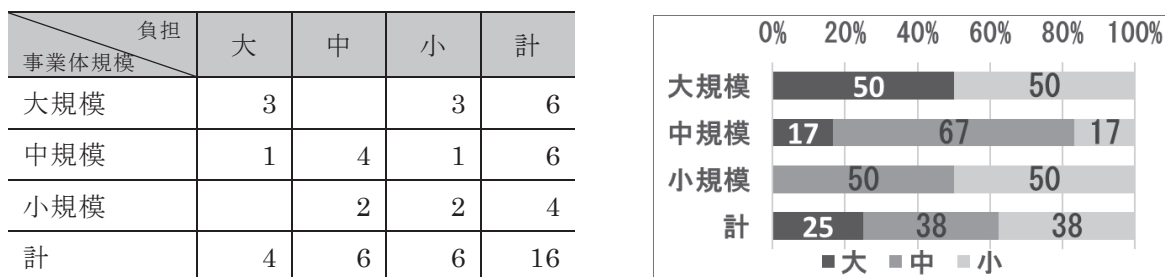 負担
事業体規模
大 中 小 計
大規模 3 3 6
中規模 1 4 1 6
小規模 2 2 4
計 4 6 6 16
0% 20% 40% 60% 80% 100%
大規模 50 50
中規模 17 67 17
小規模 50 50
計 25 38 38
■大 ■中 ■小